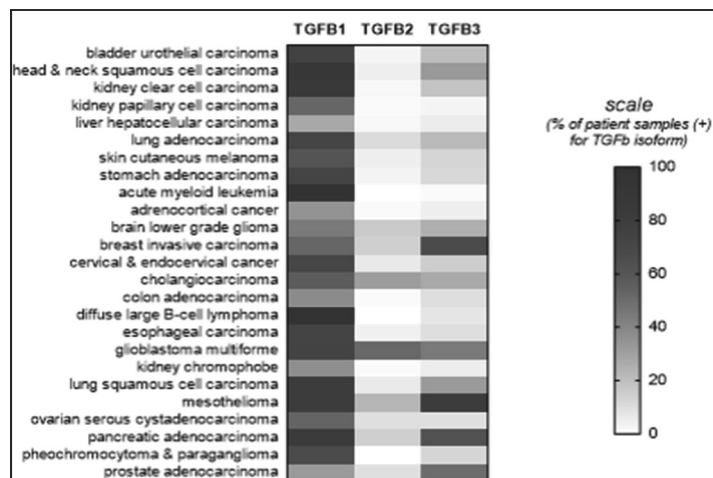 TGFB1 TGFB2 TGFB3
bladder urothelial carcinoma
head & neck squamous cell carcinoma
kidney clear cell carcinoma
kidney papillary cell carcinoma
liver hepatocellular carcinoma
lung adenocarcinoma
skin cutaneous melanoma
stomach adenocarcinoma
acute myeloid leukemia
adrenocortical cancer
brain lower grade glioma
breast invasive carcinoma
cervical & endocervical cancer
cholangiocarcinoma
colon adenocarcinoma
diffuse large B-cell lymphoma
esophageal carcinoma
glioblastoma multiforme
kidney chromophobe
lung squamous cell carcinoma
mesothelioma
ovarian serous cystadenocarcinoma
pancreatic adenocarcinoma
pheochromocytoma & paraganglioma
prostate adenocarcinoma
scale
(% of patient samples (+)
for TGFb isoform)
100
80
60
40
20
0